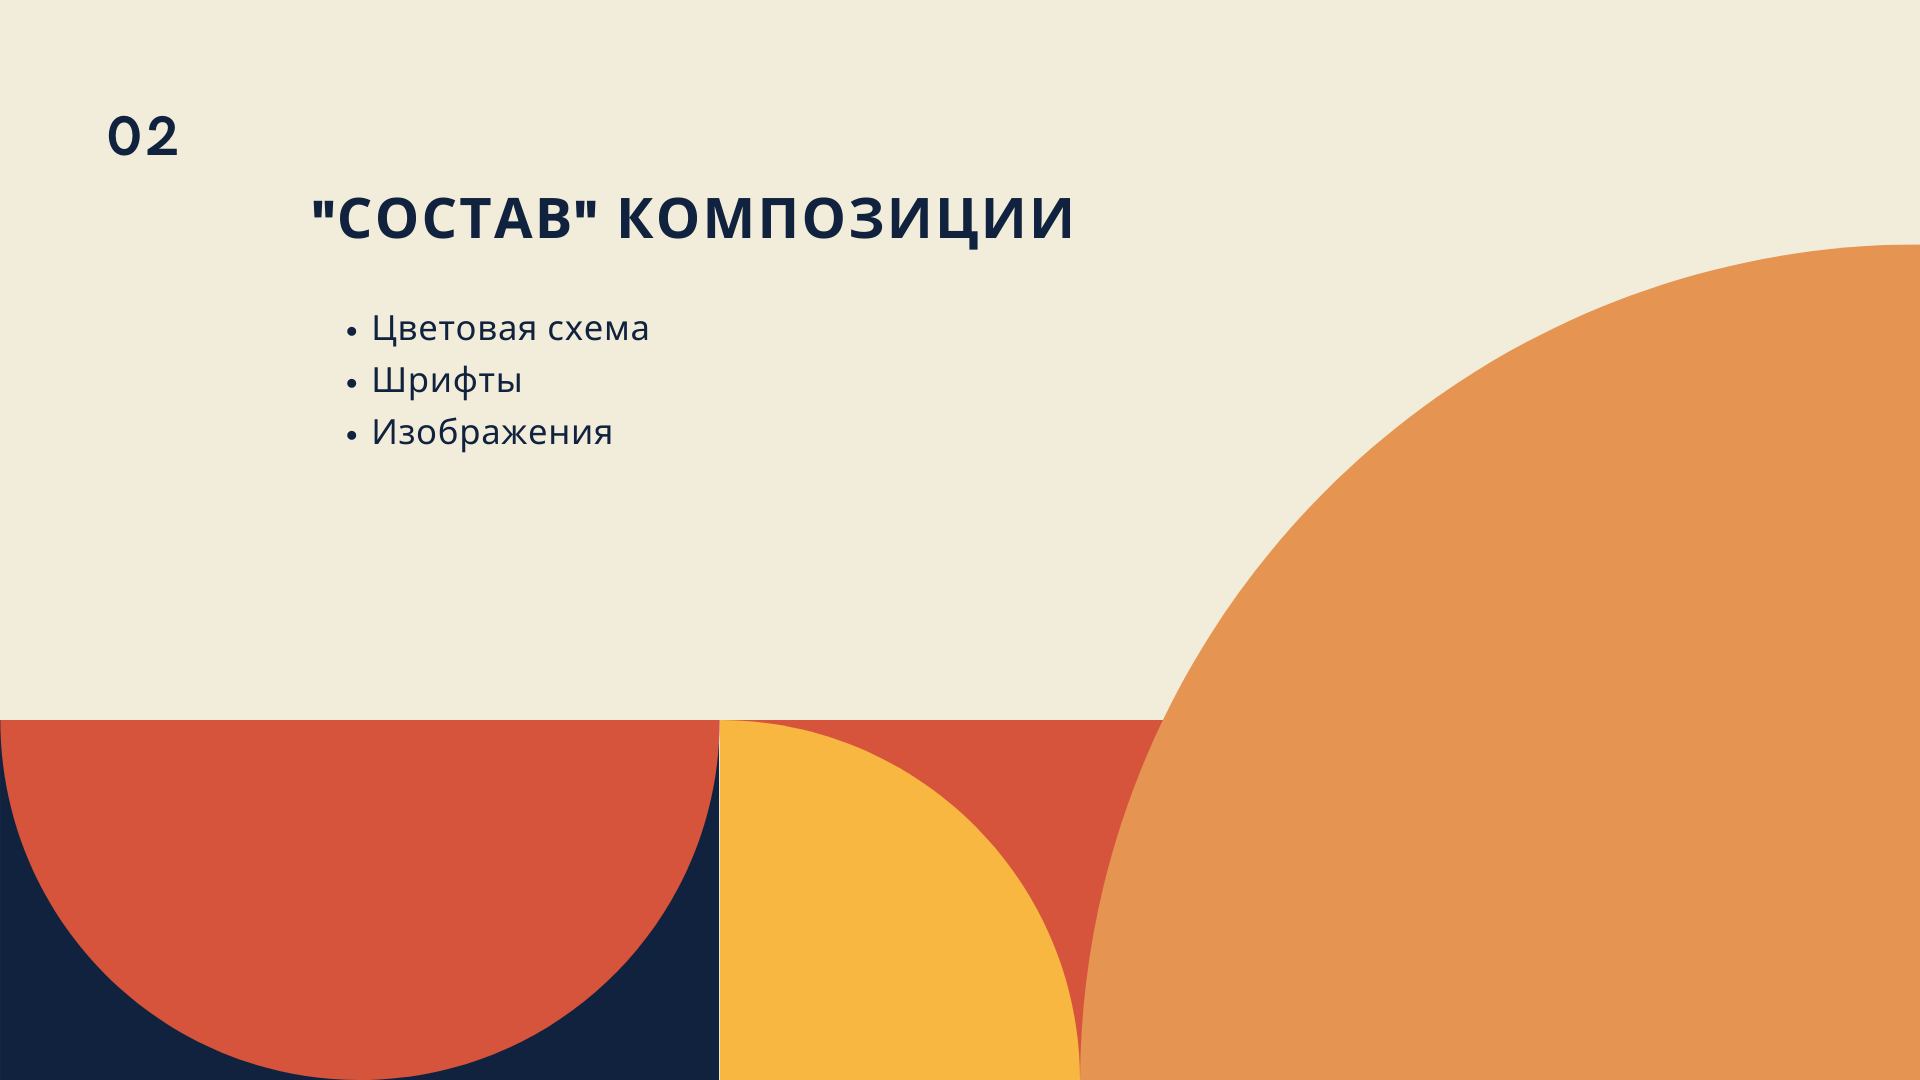 02
"СОСТАВ" КОМПОЗИЦИИ
• Цветовая схема
• Шрифты
• Изображения